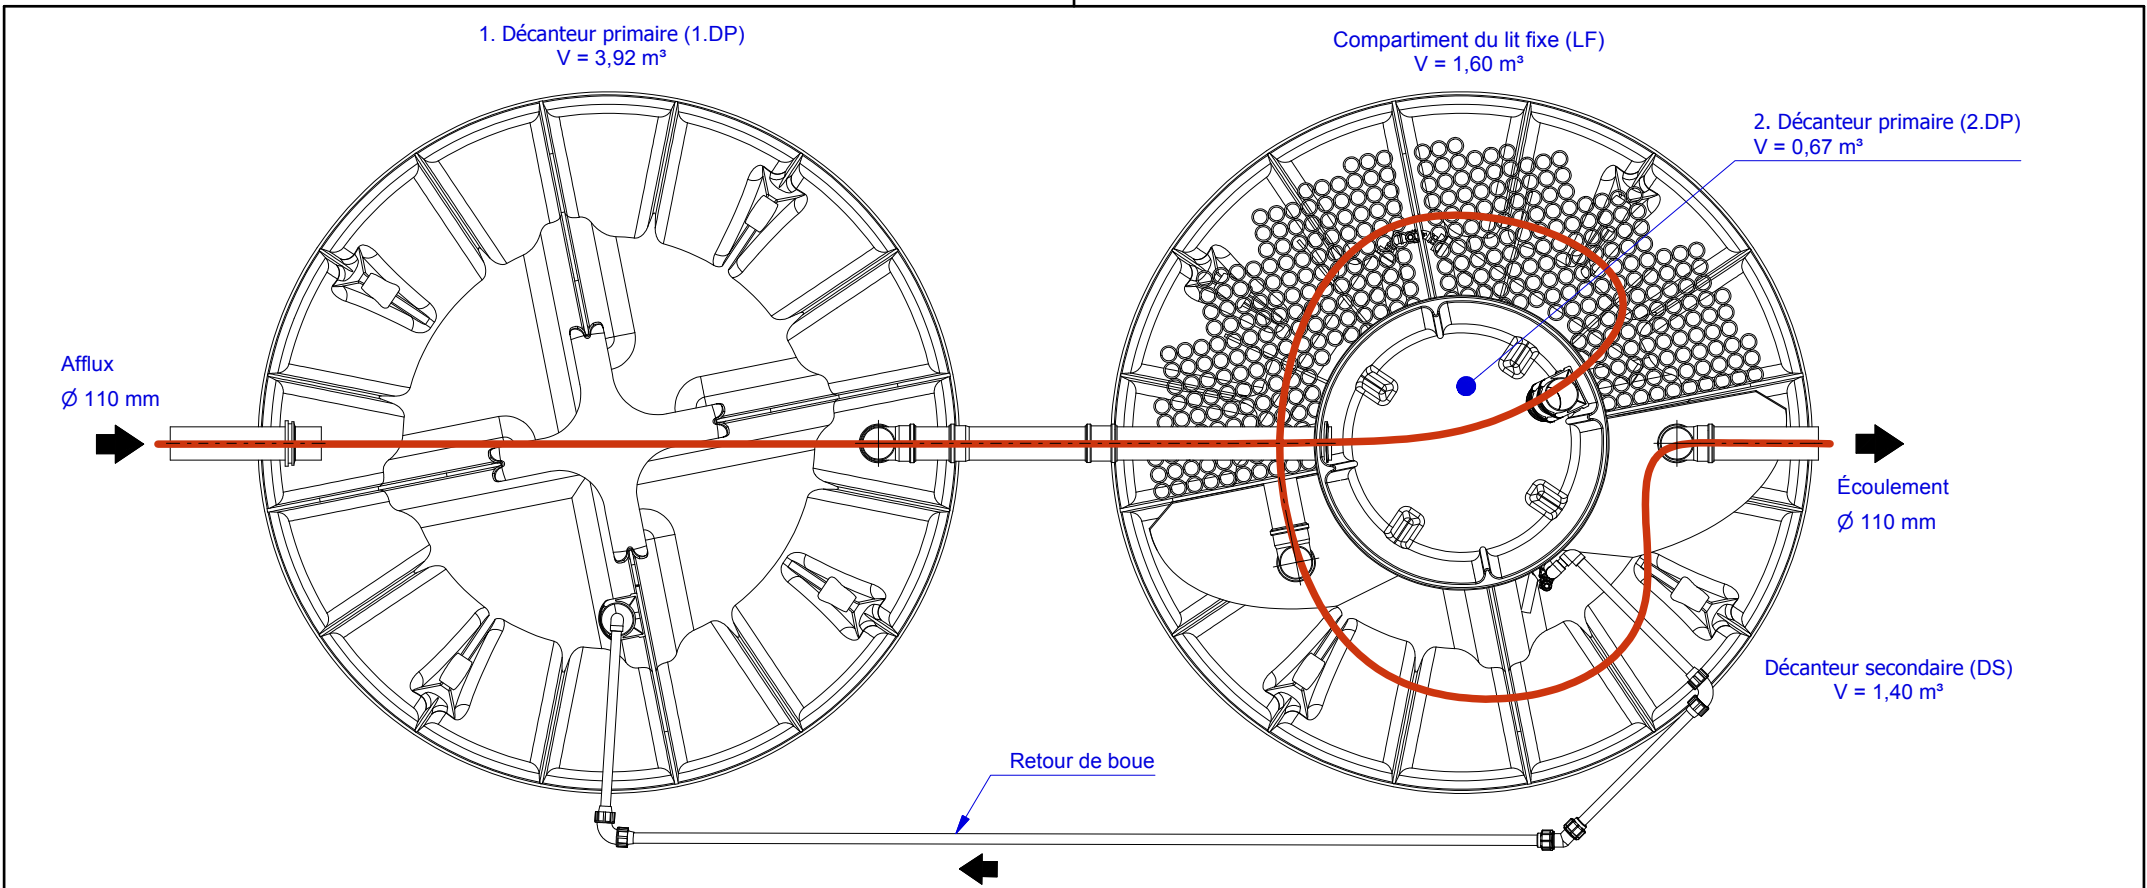 1. Décanteur primaire (1.DP)
V = 3,92 m³
Compartiment du lit fixe (LF)
V = 1,60 m³
2. Décanteur primaire (2.DP)
V = 0,67 m³
Afflux
Ø 110 mm
Écoulement
Ø 110 mm
Décanteur secondaire (DS)
V = 1,40 m³
Retour de boue